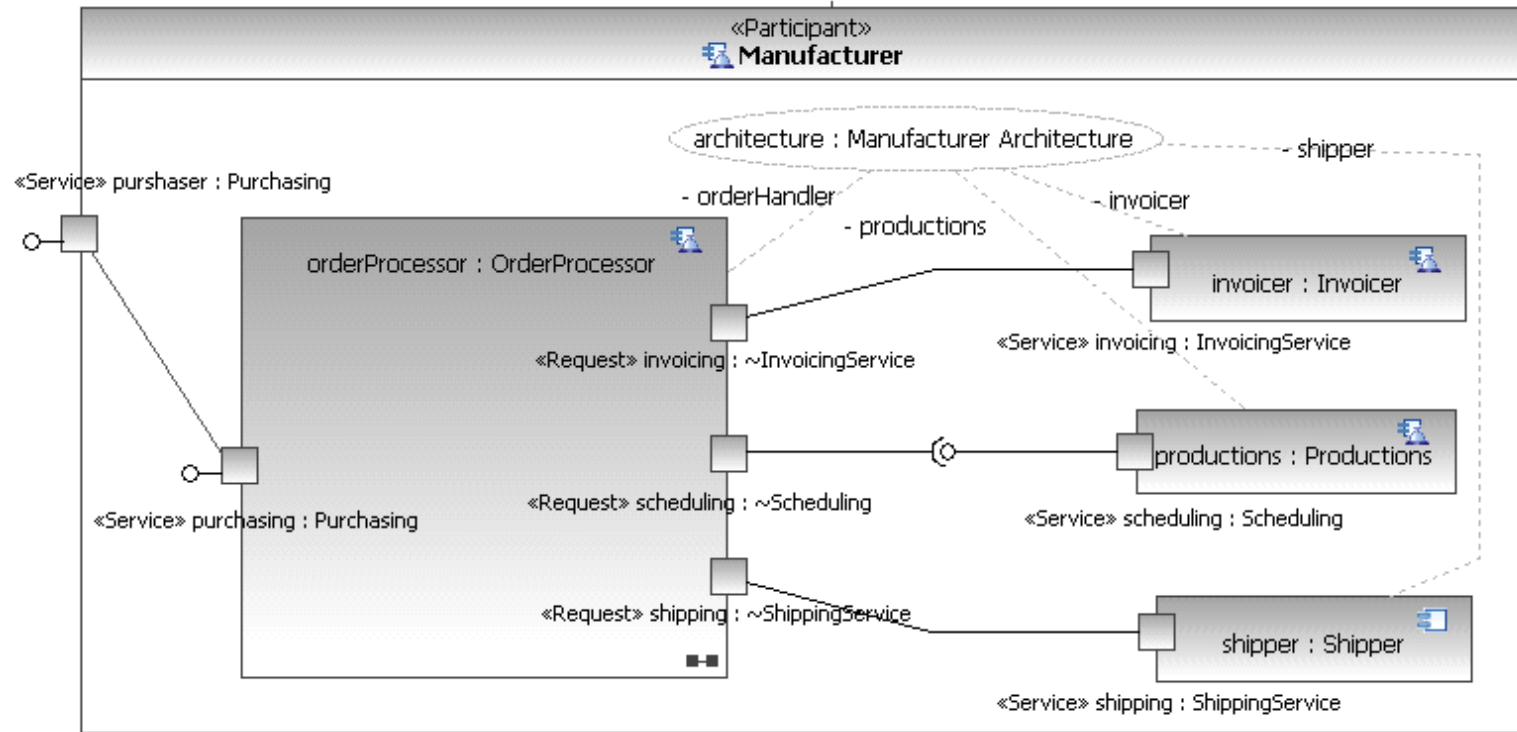 «Participant»
Manufacturer
architecture : Manufacturer Architecture
- shipper
«Service» purshaser : Purchasing
- orderHandler
- invoicer
- productions
orderProcessor : OrderProcessor
invoicer : Invoicer
«Request» invoicing : ~InvoicingService
«Service» invoicing : InvoicingService
productions : Productions
«Request» scheduling : ~Scheduling
«Service» purchasing : Purchasing
«Service» scheduling : Scheduling
«Request» shipping : ~ShippingService
shipper : Shipper
«Service» shipping : ShippingService